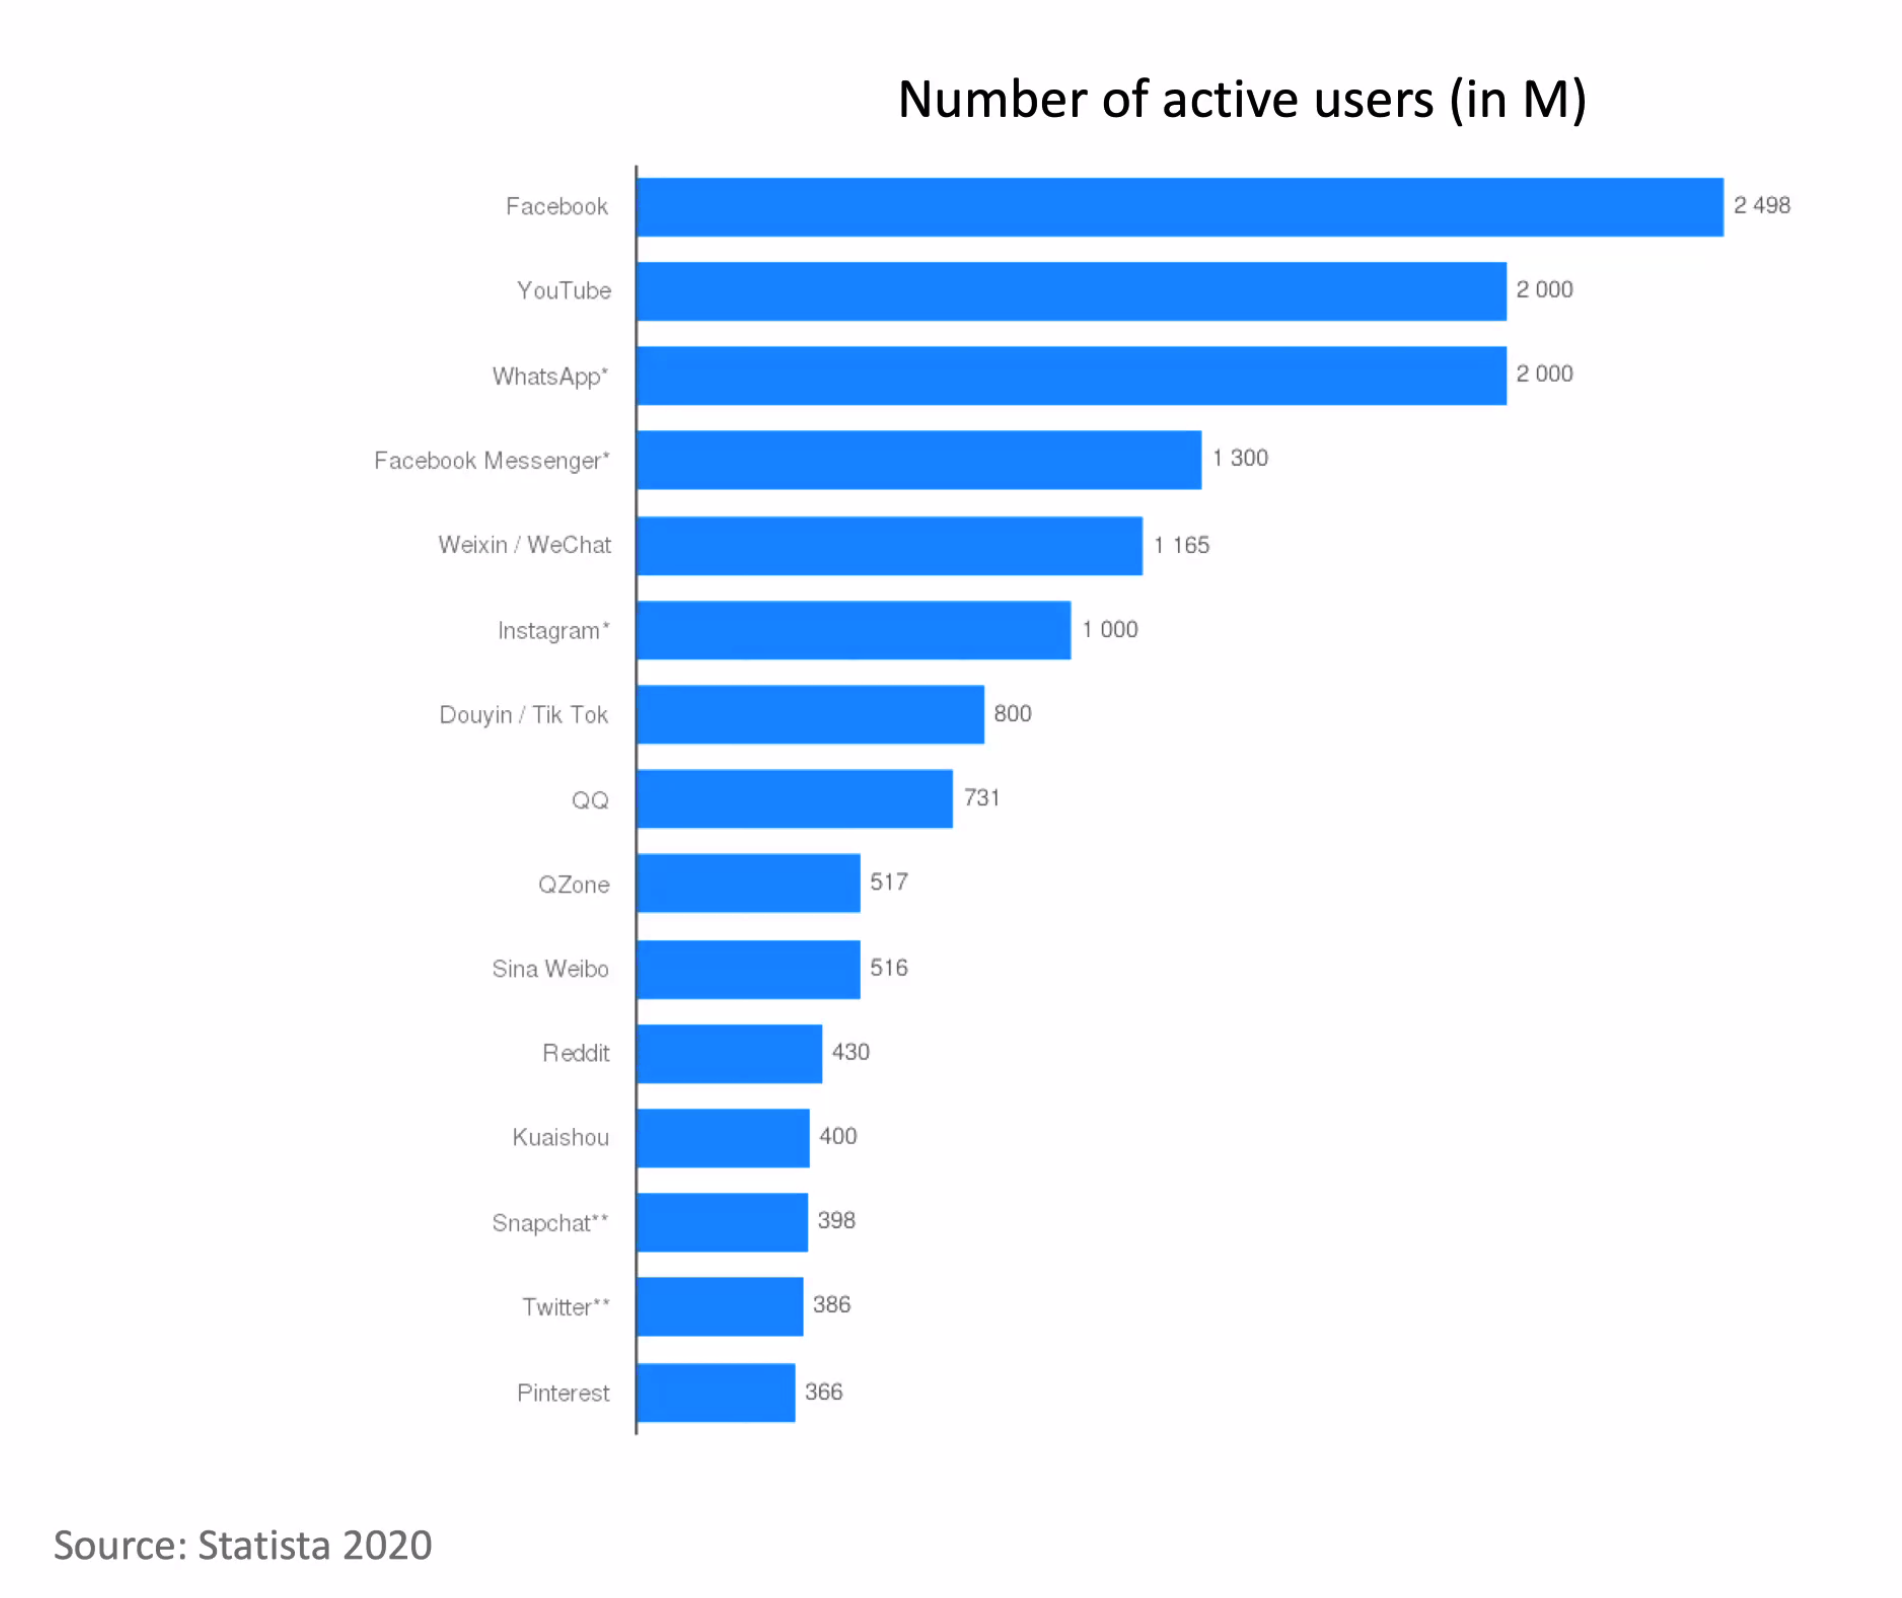 Number of active users (in M)
Facebook 2 498
YouTube 2 000
WhatsApp* 2 000
Facebook Messenger* 1 300
Weixin / WeChat 1 165
Instagram* 1 000
Douyin / Tik Tok 800
QQ 731
QZone 517
Sina Weibo 516
Reddit 430
Kuaishou 400
Snapchat** 398
Twitter** 386
Pinterest 366
Source: Statista 2020